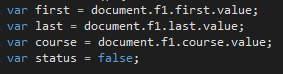 var first = document.f1.first.value;
var last = document.f1.last.value;
var course = document.f1.course.value;
var status = false;